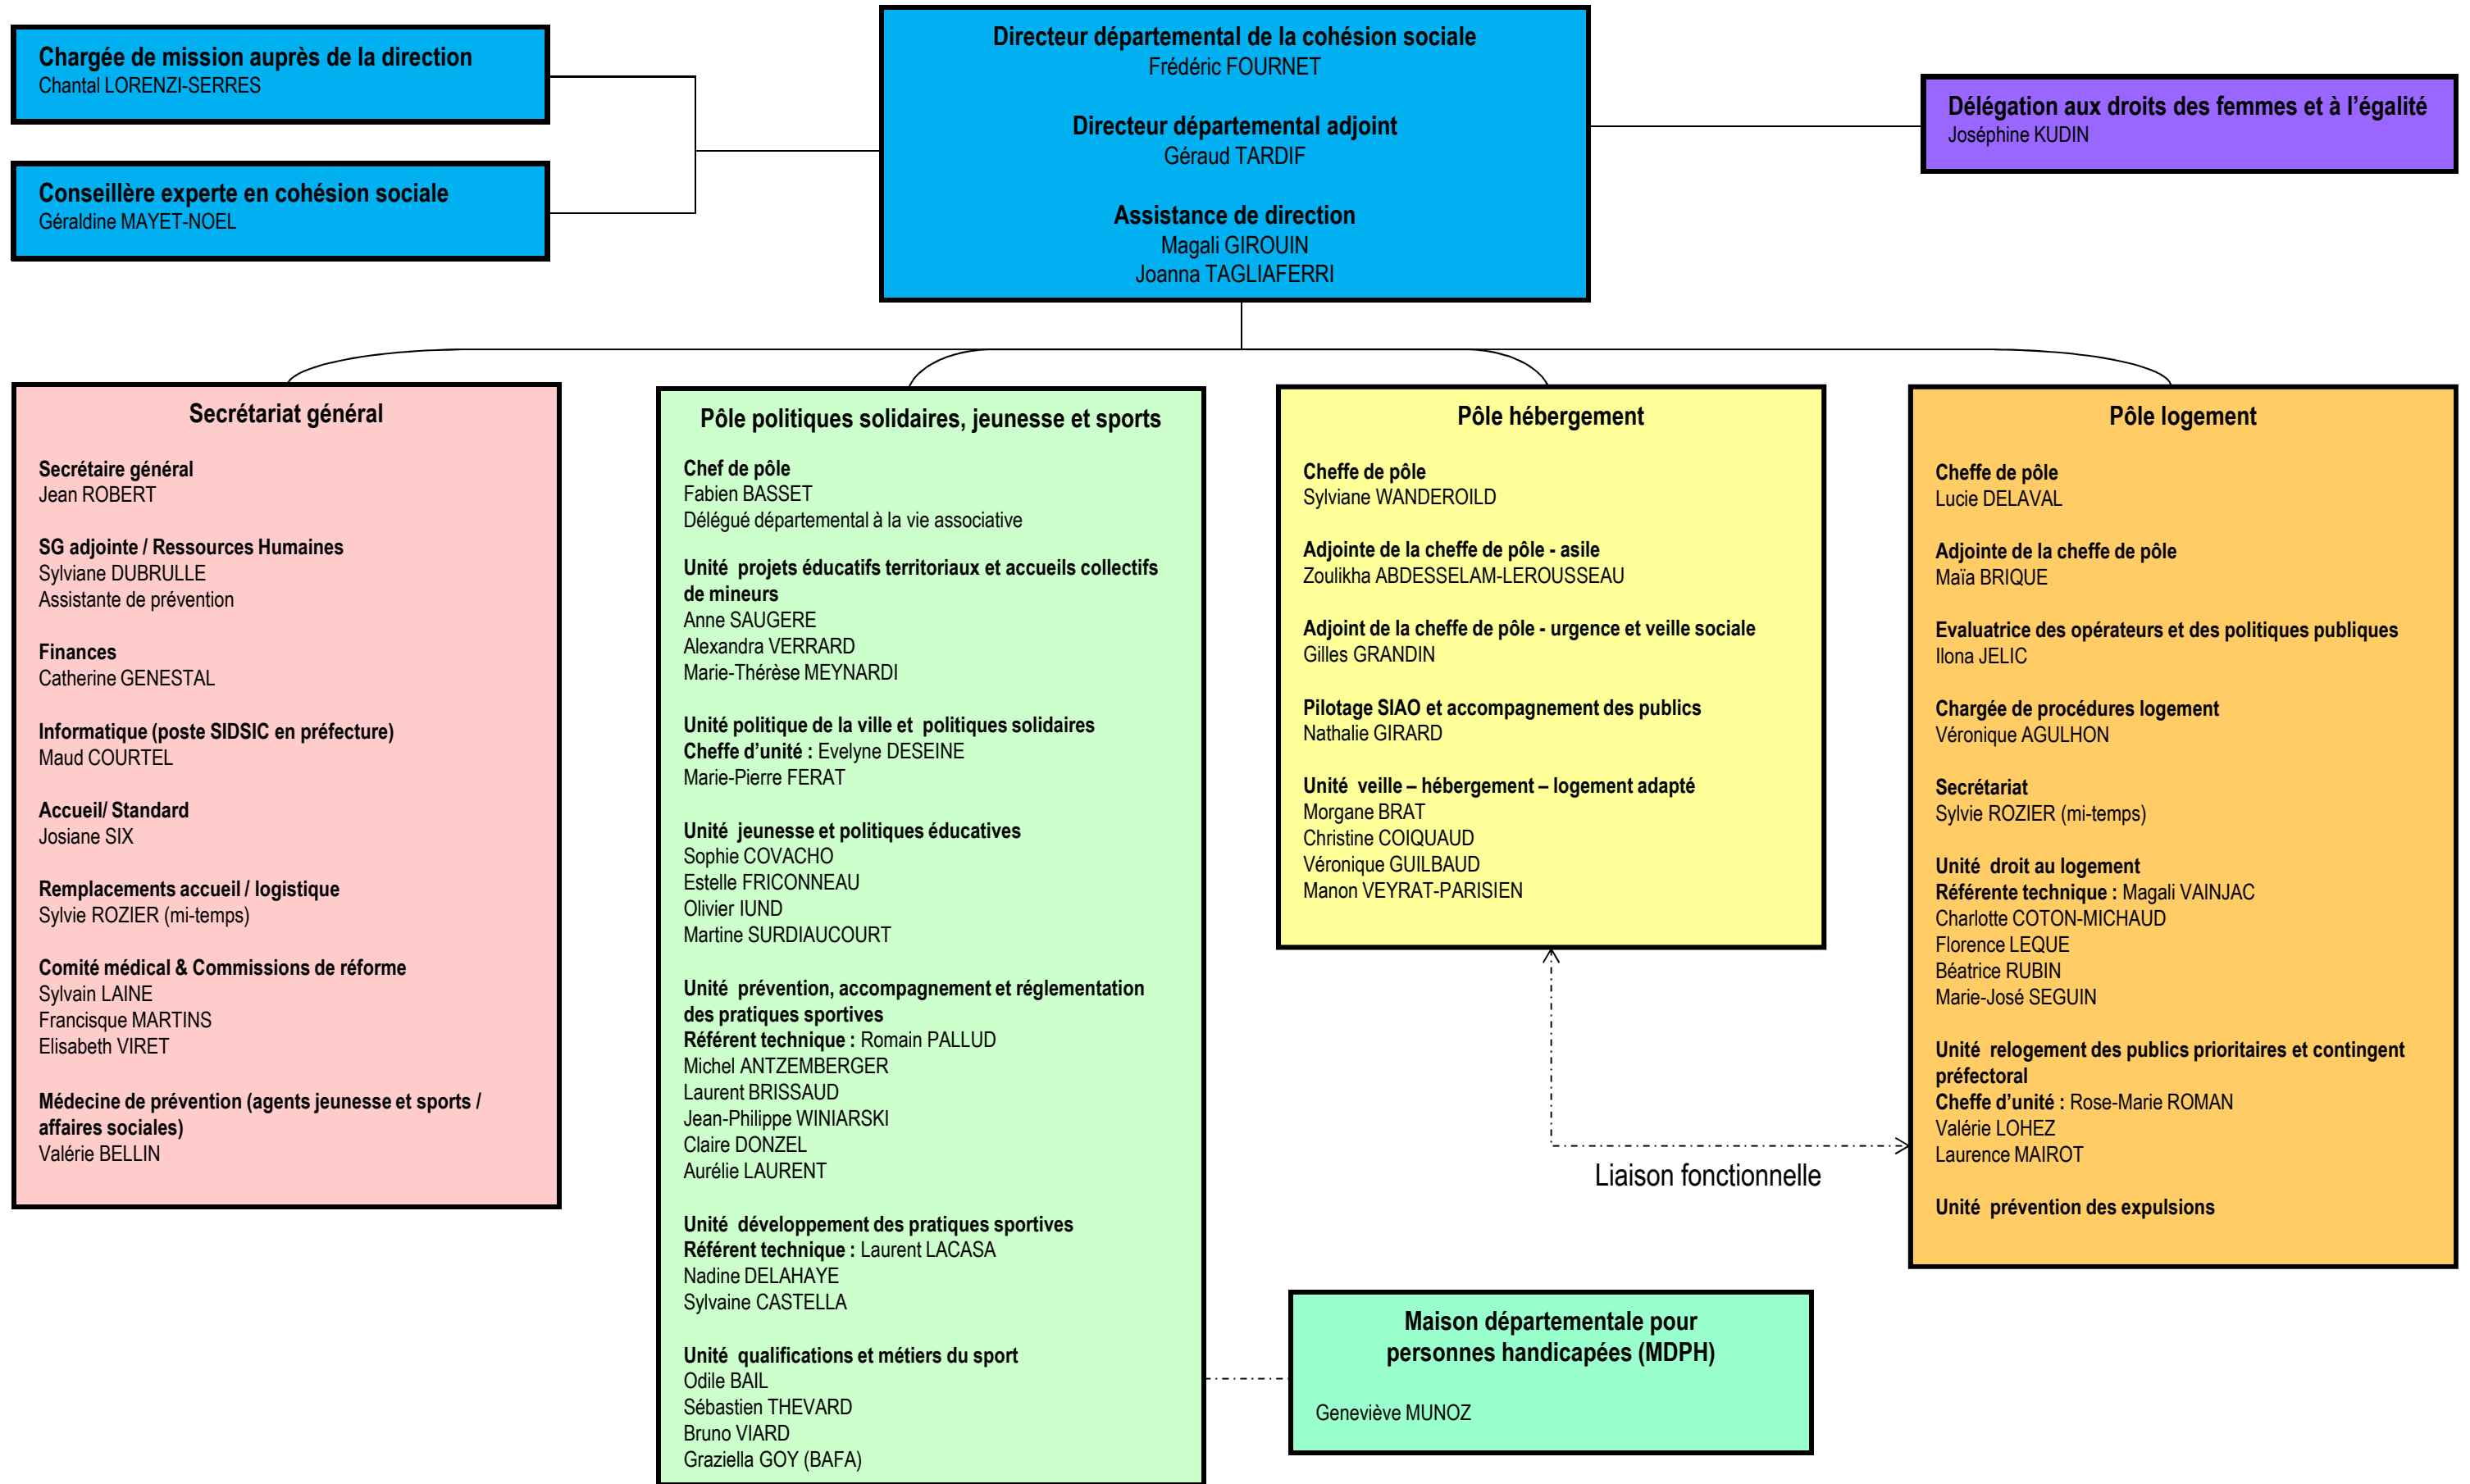 Chargée de mission auprès de la direction
Chantal LORENZI-SERRES
Conseillère experte en cohésion sociale
Géraldine MAYET-NOEL
Directeur départemental de la cohésion sociale
Frédéric FOURNET
Directeur départemental adjoint
Géraud TARDIF
Assistance de direction
Magali GIROUIN
Joanna TAGLIAFERRI
Délégation aux droits des femmes et à l’égalité
Joséphine KUDIN
Secrétariat général
Secrétaire général
Jean ROBERT
SG adjointe / Ressources Humaines
Sylviane DUBRULLE
Assistante de prévention
Finances
Catherine GENESTAL
Informatique (poste SIDSIC en préfecture)
Maud COURTEL
Accueil/ Standard
Josiane SIX
Remplacements accueil / logistique
Sylvie ROZIER (mi-temps)
Comité médical & Commissions de réforme
Sylvain LAINE
Francisque MARTINS
Elisabeth VIRET
Médecine de prévention (agents jeunesse et sports /
affaires sociales)
Valérie BELLIN
Pôle politiques solidaires, jeunesse et sports
Chef de pôle
Fabien BASSET
Délégué départemental à la vie associative
Unité projets éducatifs territoriaux et accueils collectifs
de mineurs
Anne SAUGERE
Alexandra VERRARD
Marie-Thérèse MEYNARDI
Unité politique de la ville et politiques solidaires
Cheffe d’unité : Evelyne DESEINE
Marie-Pierre FERAT
Unité jeunesse et politiques éducatives
Sophie COVACHO
Estelle FRICONNEAU
Olivier IUND
Martine SURDIAUCOURT
Unité prévention, accompagnement et réglementation
des pratiques sportives
Référent technique : Romain PALLUD
Michel ANTZEMBERGER
Laurent BRISSAUD
Jean-Philippe WINIARSKI
Claire DONZEL
Aurélie LAURENT
Unité développement des pratiques sportives
Référent technique : Laurent LACASA
Nadine DELAHAYE
Sylvaine CASTELLA
Unité qualifications et métiers du sport
Odile BAIL
Sébastien THEVARD
Bruno VIARD
Graziella GOY (BAFA)
Pôle hébergement
Cheffe de pôle
Sylviane WANDEROILD
Adjointe de la cheffe de pôle - asile
Zoulikha ABDESSELAM-LEROUSSEAU
Adjoint de la cheffe de pôle - urgence et veille sociale
Gilles GRANDIN
Pilotage SIAO et accompagnement des publics
Nathalie GIRARD
Unité veille – hébergement – logement adapté
Morgane BRAT
Christine COIQUAUD
Véronique GUILBAUD
Manon VEYRAT-PARISIEN
Liaison fonctionnelle
Maison départementale pour
personnes handicapées (MDPH)
Geneviève MUNOZ
Pôle logement
Cheffe de pôle
Lucie DELAVAL
Adjointe de la cheffe de pôle
Maïa BRIQUE
Evaluatrice des opérateurs et des politiques publiques
Ilona JELIC
Chargée de procédures logement
Véronique AGULHON
Secrétariat
Sylvie ROZIER (mi-temps)
Unité droit au logement
Référente technique : Magali VAINJAC
Charlotte COTON-MICHAUD
Florence LEQUE
Béatrice RUBIN
Marie-José SEGUIN
Unité relogement des publics prioritaires et contingent
préfectoral
Cheffe d’unité : Rose-Marie ROMAN
Valérie LOHEZ
Laurence MAIROT
Unité prévention des expulsions